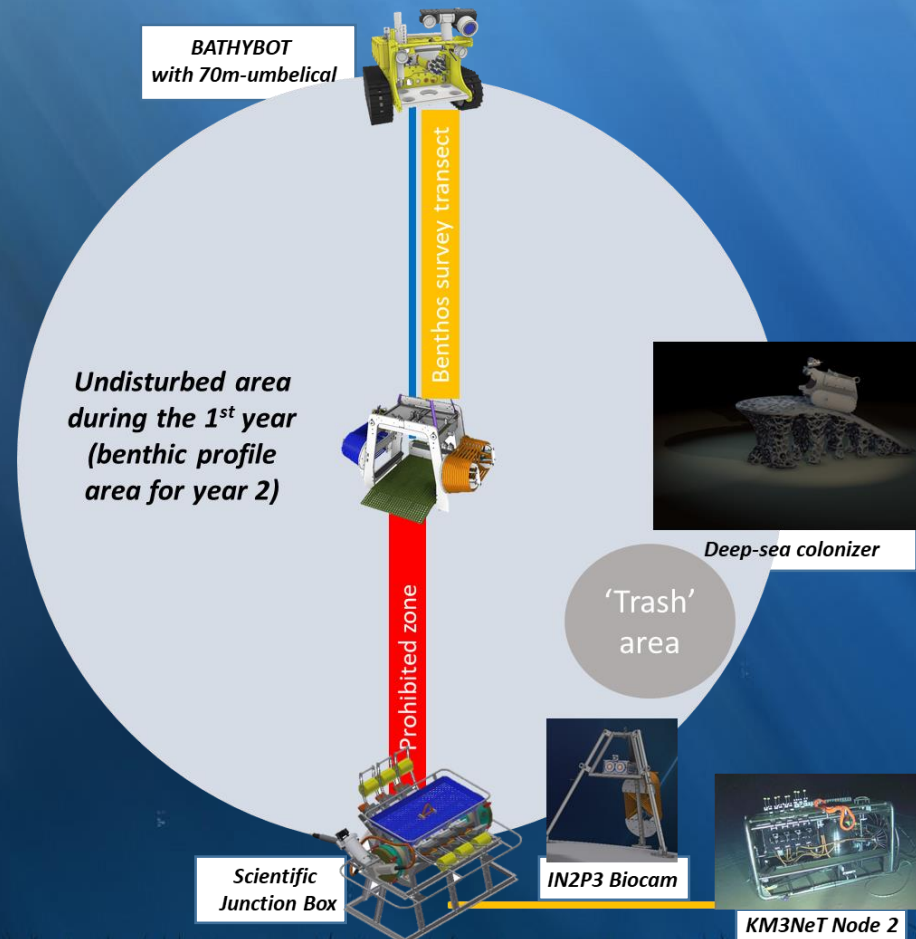 BATHYBOT
with 70m-umbelical
Benthos survey transect
Undisturbed area
during the 1st year
(benthic profile
area for year 2)
Deep-sea colonizer
‘Trash’
area
Prohibited zone
Scientific
Junction Box
IN2P3 Biocam
KM3NeT Node 2